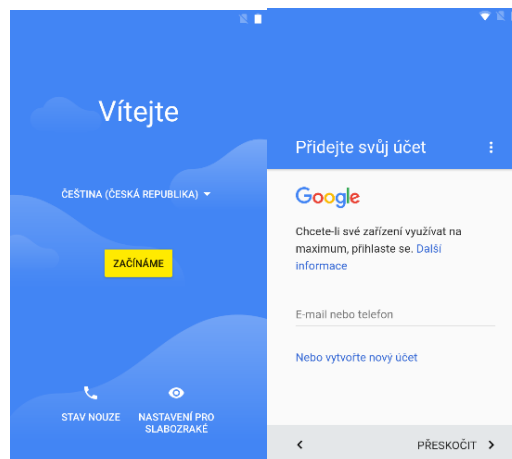 Vítejte
ČEŠTINA (ČESKÁ REPUBLIKA)
ZAČÍNÁME
STAV NOUZE
NASTAVENÍ PRO
SLABOZRAKÉ
Přidejte svůj účet
Google
Chcete-li své zařízení využívat na
maximum, přihlaste se. Další
informace
E-mail nebo telefon
Nebo vytvořte nový účet
PŘESKOČIT